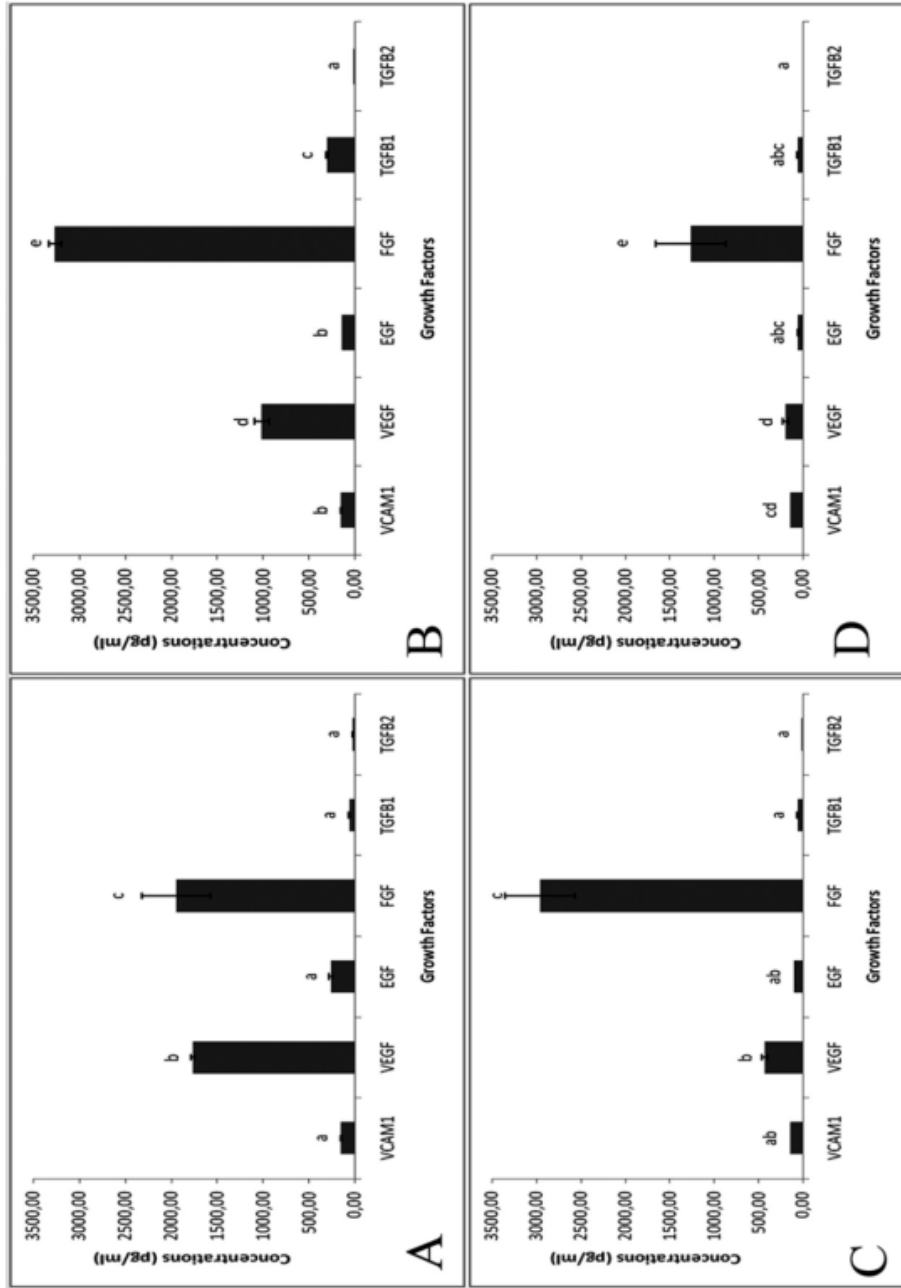 3500,00
3000,00
2500,00
2000,00
1500,00
1000,00
500,00
0,00
Concentrations (pg/ml)
a
b
a
c
a
a
VCAM1 VEGF EGF FGF TGFB1 TGFB2
Growth Factors
A
3500,00
3000,00
2500,00
2000,00
1500,00
1000,00
500,00
0,00
Concentrations (pg/ml)
b
d
b
e
c
a
VCAM1 VEGF EGF FGF TGFB1 TGFB2
Growth Factors
B
3500,00
3000,00
2500,00
2000,00
1500,00
1000,00
500,00
0,00
Concentrations (pg/ml)
ab
b
ab
c
a
a
VCAM1 VEGF EGF FGF TGFB1 TGFB2
Growth Factors
C
3500,00
3000,00
2500,00
2000,00
1500,00
1000,00
500,00
0,00
Concentrations (pg/ml)
cd
d
abc
e
abc
a
VCAM1 VEGF EGF FGF TGFB1 TGFB2
Growth Factors
D